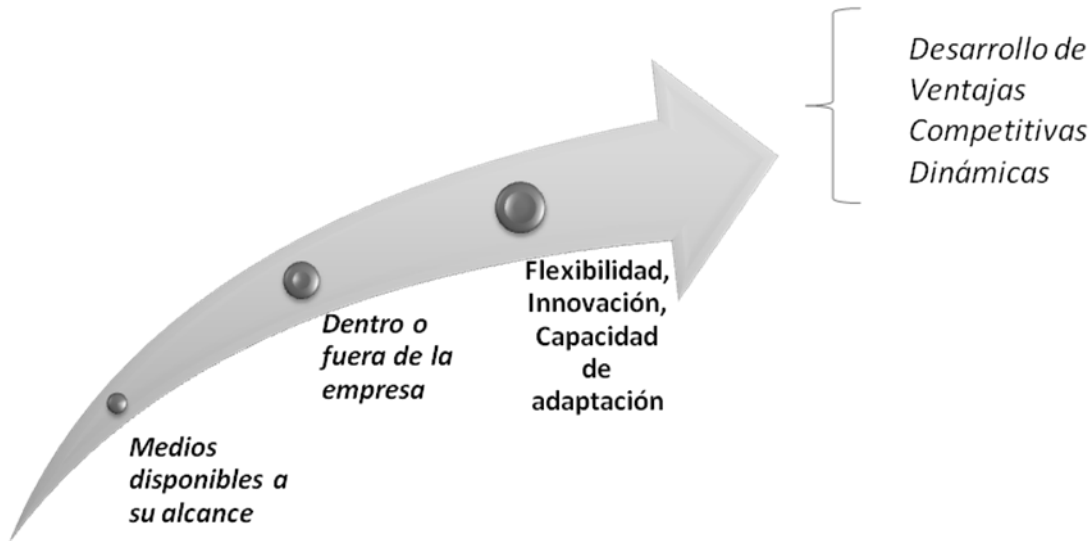 Desarrollo de
Ventajas
Competitivas
Dinámicas
Flexibilidad,
Innovación,
Capacidad
de
adaptación
Dentro o
fuera de la
empresa
Medios
disponibles a
su alcance